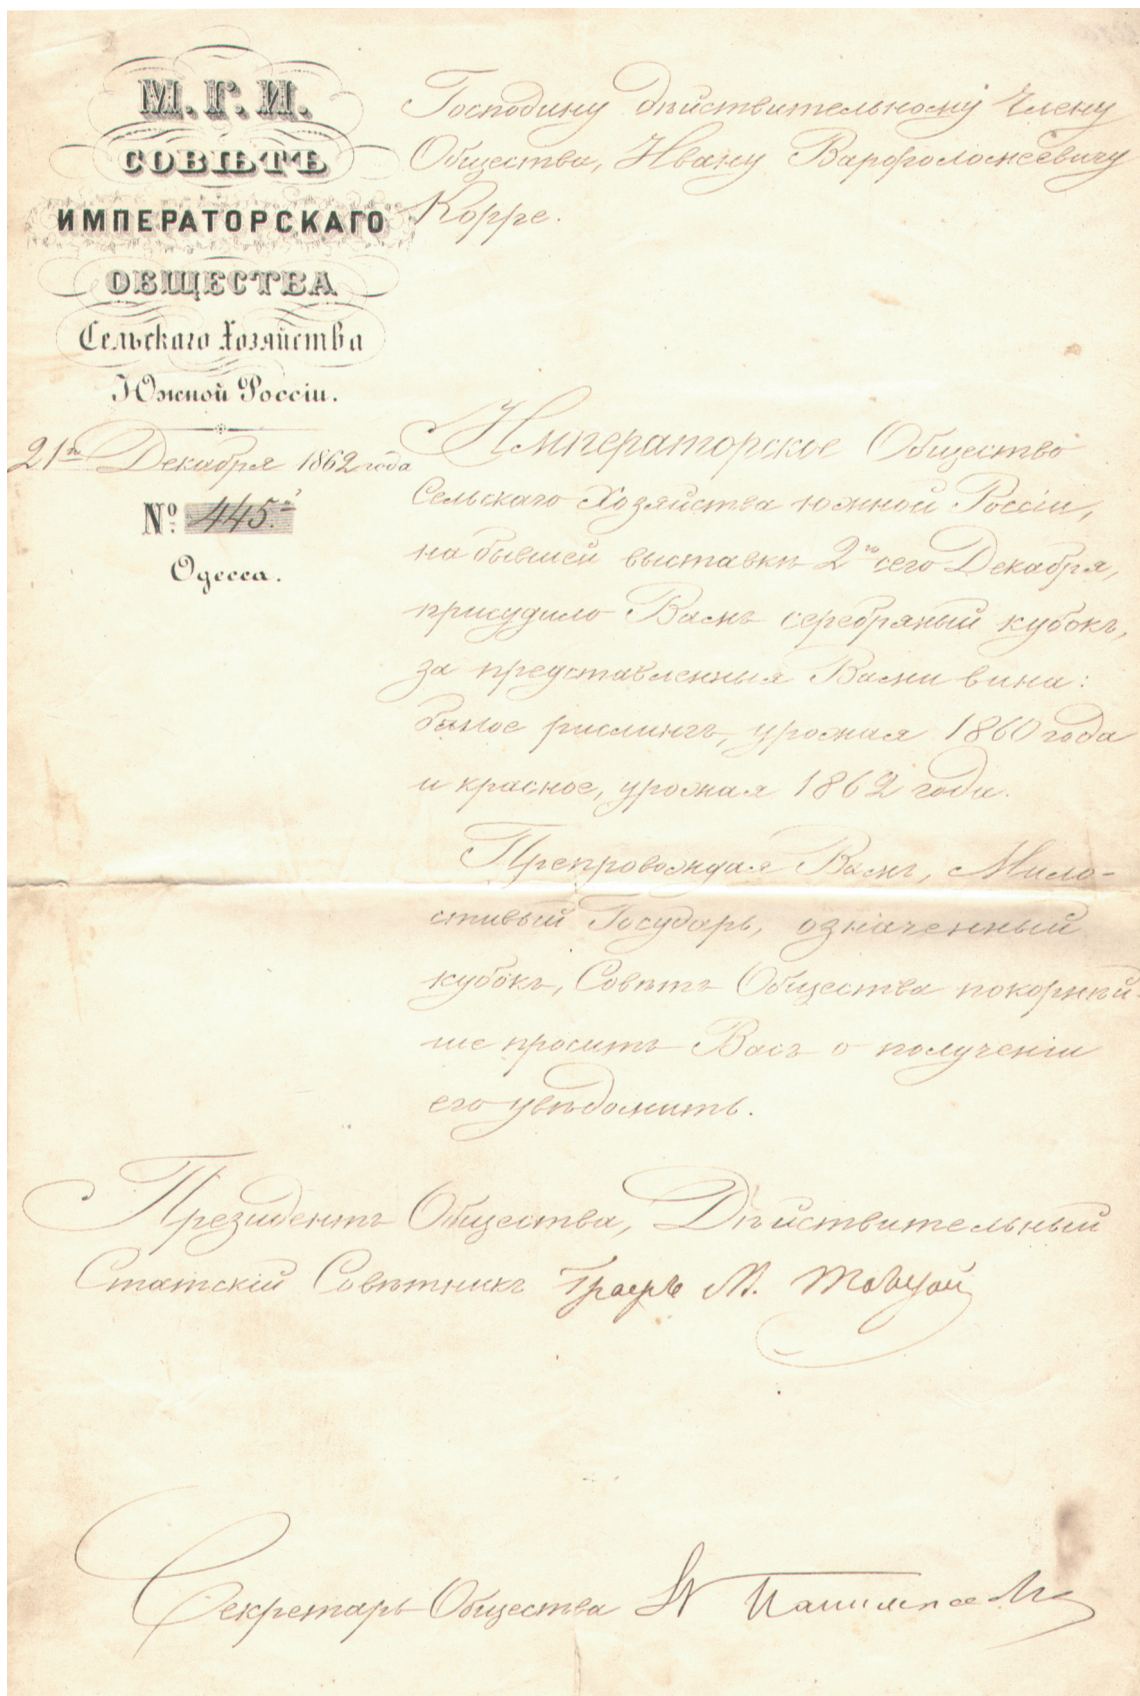 М. Г. И.
СОВѢТЪ
ИМПЕРАТОРСКАГО
ОБЩЕСТВА
Сельскаго Хозяйства
Южной Россіи.
21го Декабря 1862 года
№ 445.
Одесса.
Господину дѣйствительному Члену
Общества, Ивану Варфоломеевичу
Корре.
Императорское Общество
Сельскаго Хозяйства южной Россіи,
на бывшей выставкѣ 2го сего Декабря,
присудило Вамъ серебряный кубокъ,
за представленныя Вами вина:
бѣлое рислингъ, урожая 1860 года
и красное, урожая 1862 года.
Препровождая Вамъ, Мило-
стивый Государь, означенный
кубокъ, Совѣтъ Общества покорнѣй-
ше проситъ Васъ о полученіи
его увѣдомить.
Президентъ Общества, Дѣйствительный
Статскій Совѣтникъ Графъ М. Толстой
Секретарь Общества